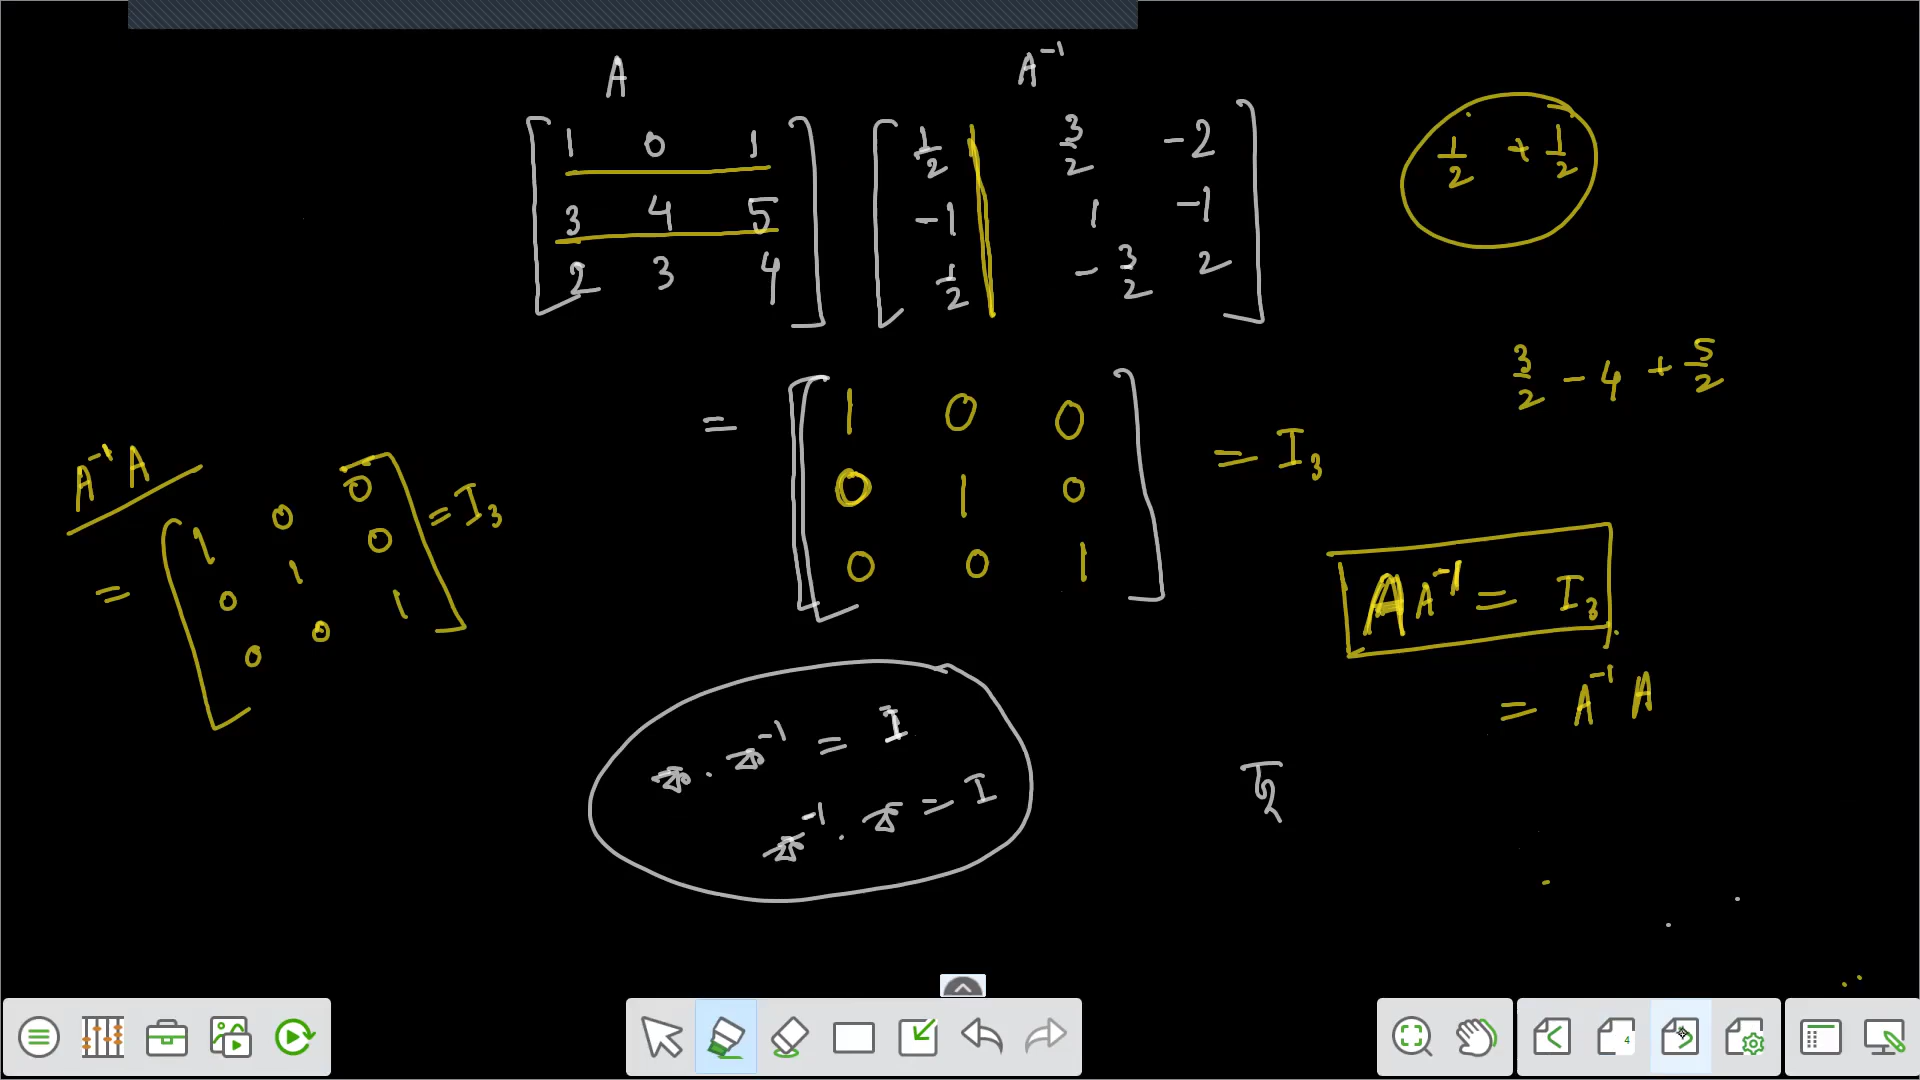 A A⁻¹
[1 0 1] [1/2 3/2 -2]
[3 4 5] [-1 1 -1]
[2 3 4] [1/2 -3/2 2]
1/2 + 1/2
3/2 - 4 + 5/2
= [1 0 0]
[0 1 0] = I₃
[0 0 1]
A⁻¹A
= [1 0 0]
[0 1 0] = I₃
[0 0 1]
AA⁻¹ = I₃
= A⁻¹A
. ⁻¹ = I
⁻¹ . = I
4